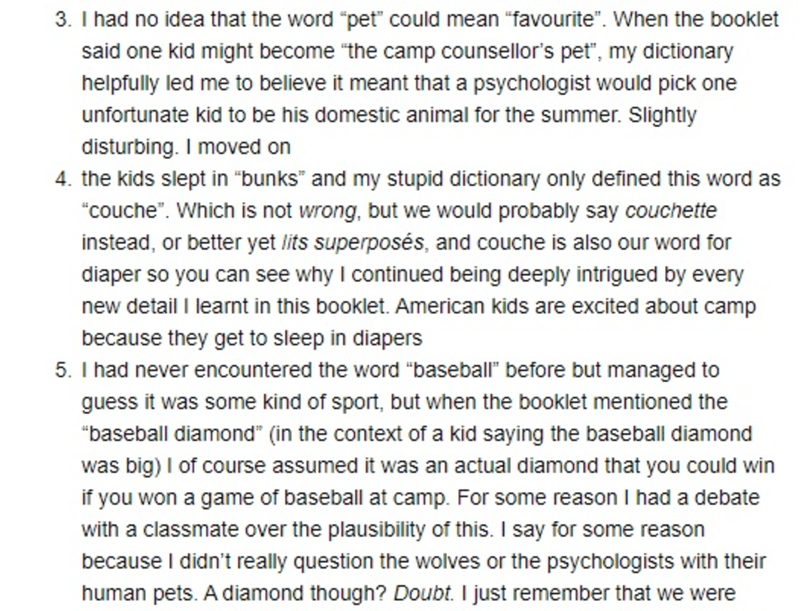 3. I had no idea that the word “pet” could mean “favourite”. When the booklet
said one kid might become “the camp counsellor’s pet”, my dictionary
helpfully led me to believe it meant that a psychologist would pick one
unfortunate kid to be his domestic animal for the summer. Slightly
disturbing. I moved on
4. the kids slept in “bunks” and my stupid dictionary only defined this word as
“couche”. Which is not wrong, but we would probably say couchette
instead, or better yet lits superposés, and couche is also our word for
diaper so you can see why I continued being deeply intrigued by every
new detail I learnt in this booklet. American kids are excited about camp
because they get to sleep in diapers
5. I had never encountered the word “baseball” before but managed to
guess it was some kind of sport, but when the booklet mentioned the
“baseball diamond” (in the context of a kid saying the baseball diamond
was big) I of course assumed it was an actual diamond that you could win
if you won a game of baseball at camp. For some reason I had a debate
with a classmate over the plausibility of this. I say for some reason
because I didn’t really question the wolves or the psychologists with their
human pets. A diamond though? Doubt. I just remember that we were